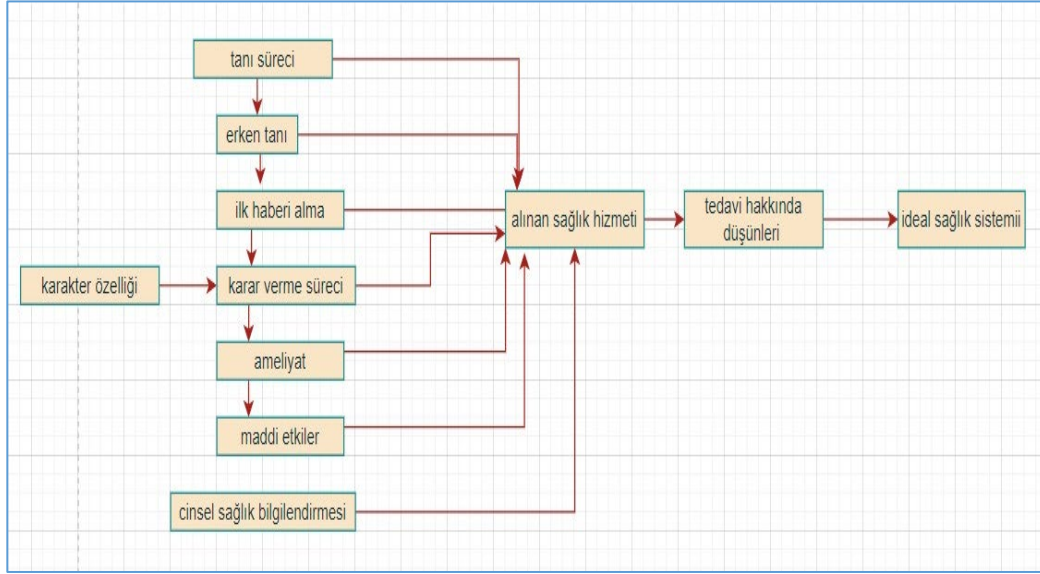 tanı süreci
erken tanı
ilk haberi alma
alınan sağlık hizmeti
tedavi hakkında
düşünleri
ideal sağlık sistemii
karakter özelliği
karar verme süreci
ameliyat
maddi etkiler
cinsel sağlık bilgilendirmesi